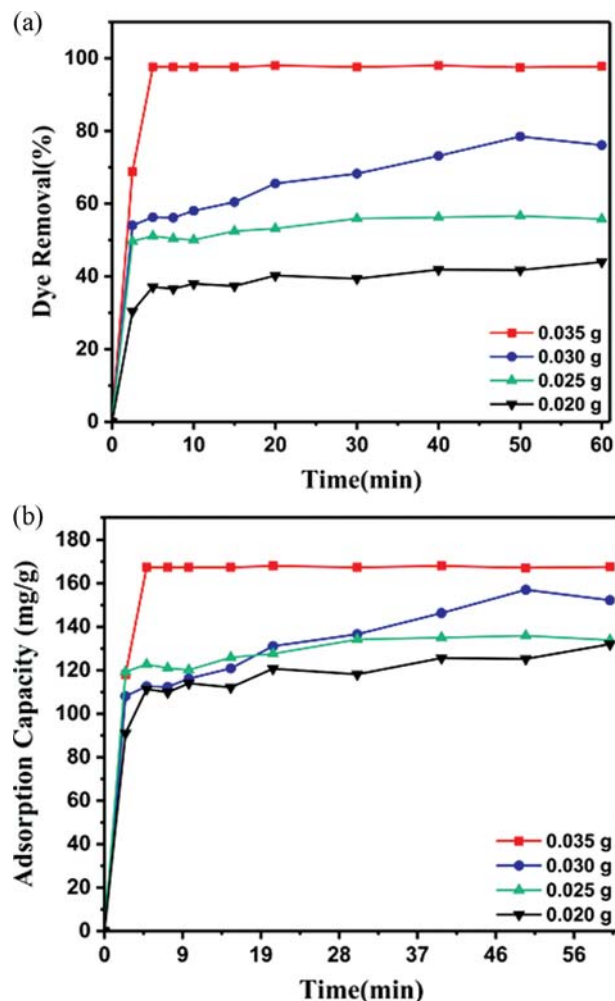 (a)
100
80
60
40
20
0
Dye Removal(%)
0.035 g
0.030 g
0.025 g
0.020 g
0 10 20 30 40 50 60
Time(min)
(b)
180
160
140
120
100
80
60
40
20
0
Adsorption Capacity (mg/g)
0.035 g
0.030 g
0.025 g
0.020 g
0 9 19 28 37 46 56
Time(min)